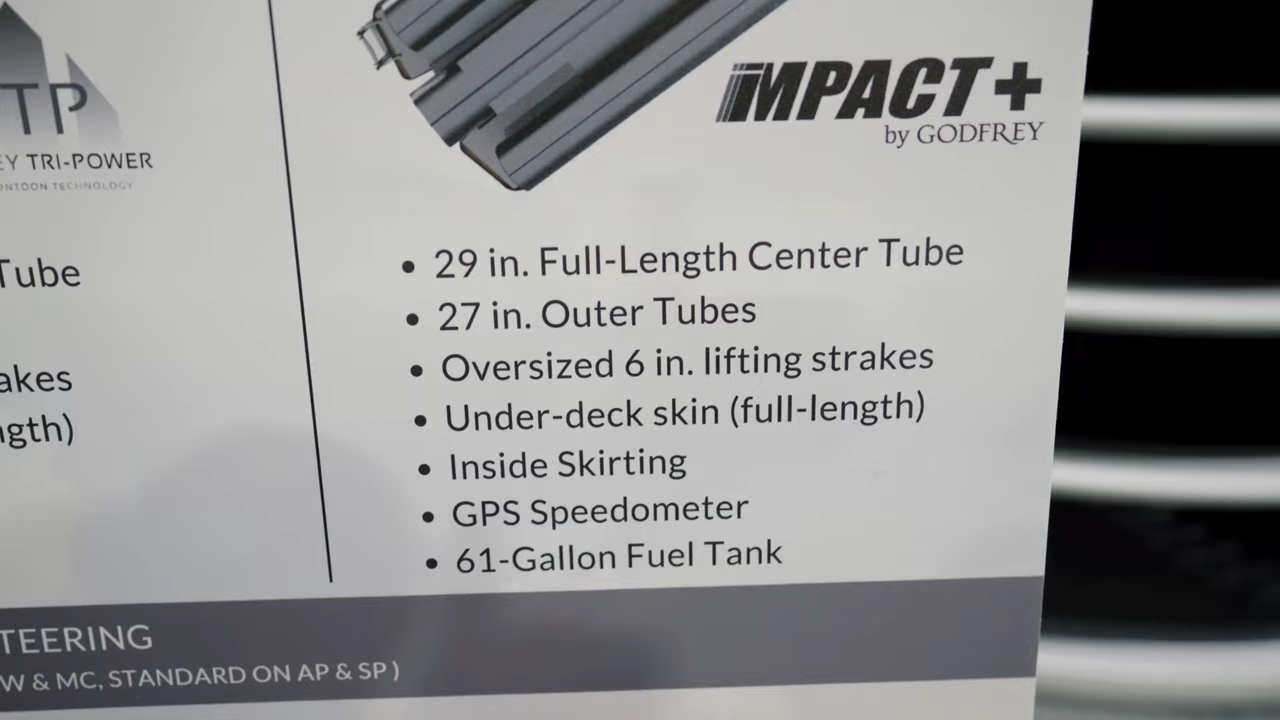 TP
EY TRI-POWER
ONTOON TECHNOLOGY
Tube
akes
ngth)
iMPACT+
by GODFREY
• 29 in. Full-Length Center Tube
• 27 in. Outer Tubes
• Oversized 6 in. lifting strakes
• Under-deck skin (full-length)
• Inside Skirting
• GPS Speedometer
• 61-Gallon Fuel Tank
TEERING
W & MC, STANDARD ON AP & SP )